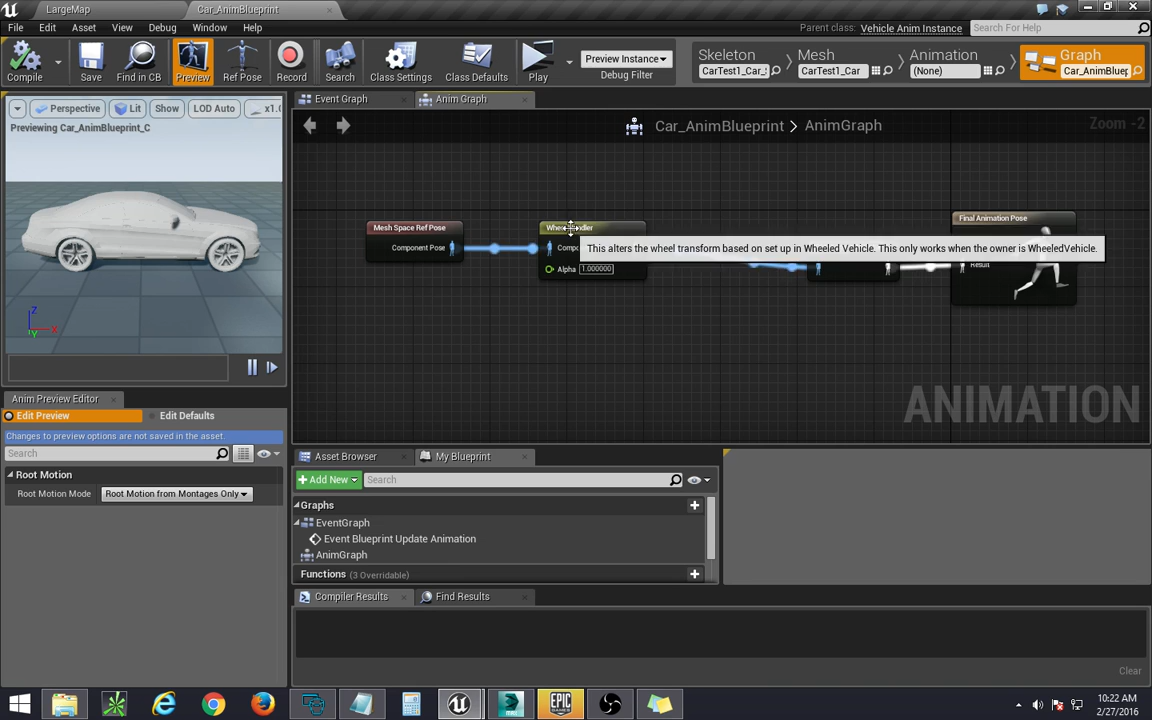 LargeMap
Car_AnimBlueprint
File Edit Asset View Debug Window Help
Parent class: Vehicle Anim Instance
Search For Help
Compile
Save
Find in CB
Preview
Ref Pose
Record
Search
Class Settings
Class Defaults
Play
Preview Instance
Debug Filter
Skeleton
CarTest1_Car_
Mesh
CarTest1_Car
Animation
(None)
Graph
Car_AnimBluep
Perspective
Lit
Show
LOD Auto
x1.0
Previewing Car_AnimBlueprint_C
Z
X
Y
Event Graph
Anim Graph
Car_AnimBlueprint > AnimGraph
Zoom -2
Mesh Space Ref Pose
Component Pose
Alpha 1.000000
This alters the wheel transform based on set up in Wheeled Vehicle. This only works when the owner is WheeledVehicle.
Final Animation Pose
Result
ANIMATION
Anim Preview Editor
Edit Preview
Edit Defaults
Changes to preview options are not saved in the asset.
Search
Root Motion
Root Motion Mode
Root Motion from Montages Only
Asset Browser
My Blueprint
+ Add New
Search
Graphs
EventGraph
Event Blueprint Update Animation
AnimGraph
Functions (3 Overridable)
Compiler Results
Find Results
Clear
EPIC GAMES
10:22 AM
2/27/2016